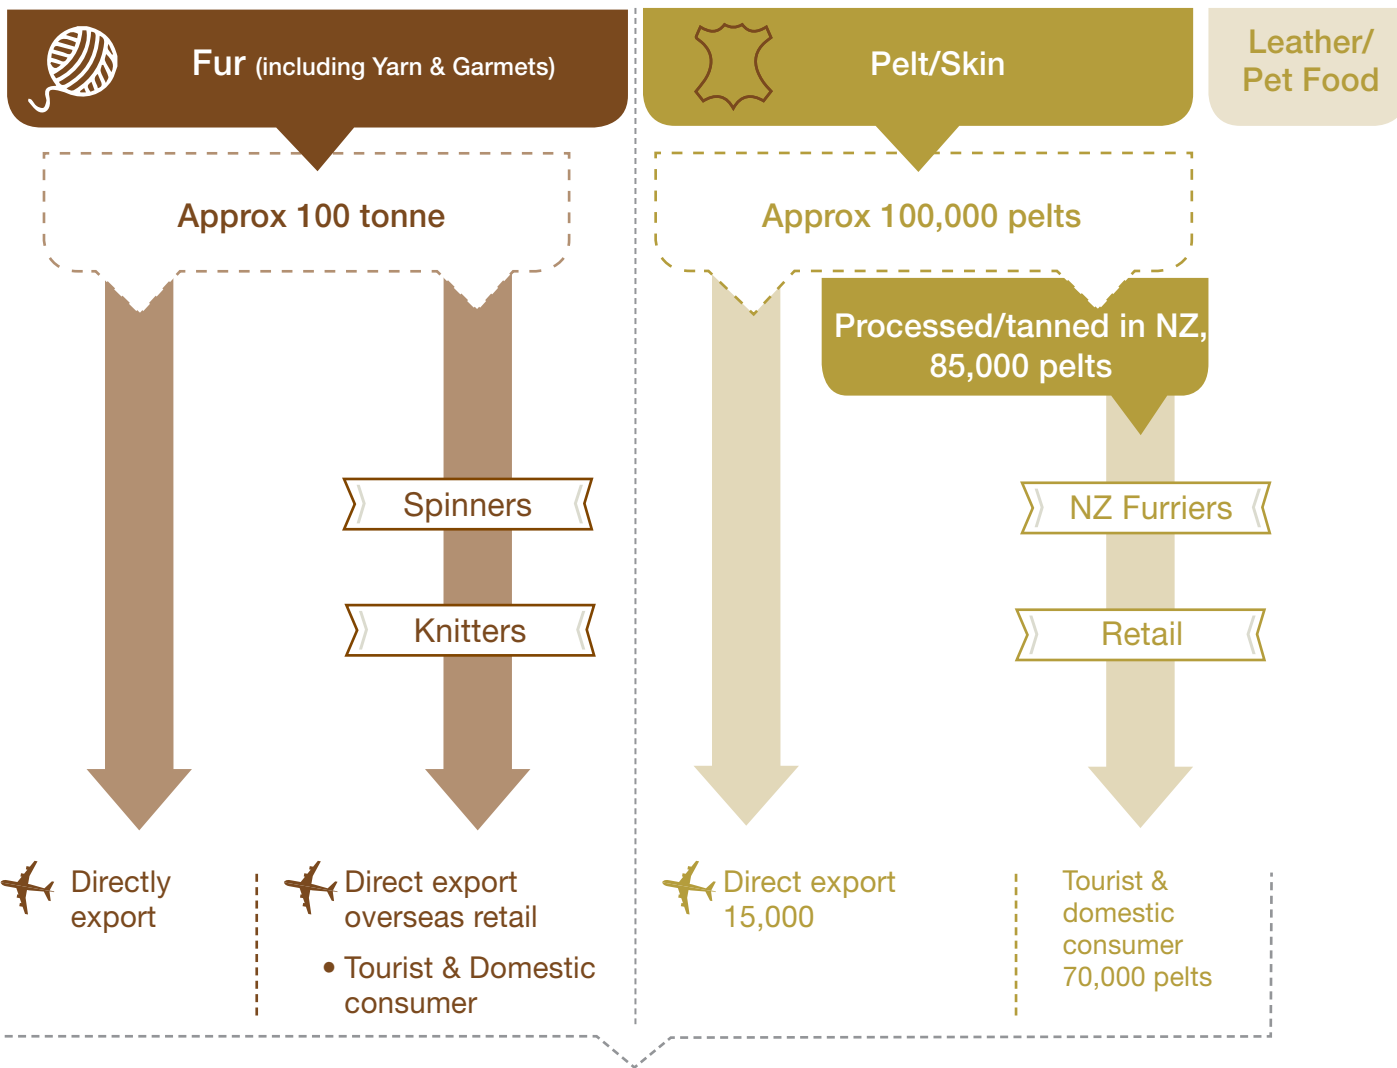 Fur (including Yarn & Garmets)
Approx 100 tonne
Spinners
Knitters
Directly
export
Direct export
overseas retail
• Tourist & Domestic
consumer
Pelt/Skin
Approx 100,000 pelts
Processed/tanned in NZ,
85,000 pelts
NZ Furriers
Retail
Direct export
15,000
Tourist &
domestic
consumer
70,000 pelts
Leather/
Pet Food